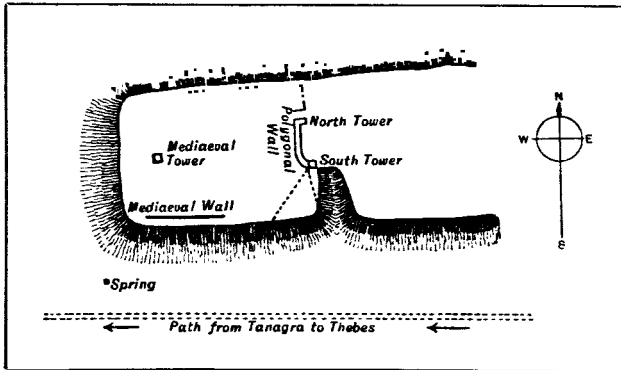 N
North Tower
Polygonal
Wall
Mediaeval
Tower
W
E
South Tower
Mediaeval Wall
S
Spring
Path from Tanagra to Thebes